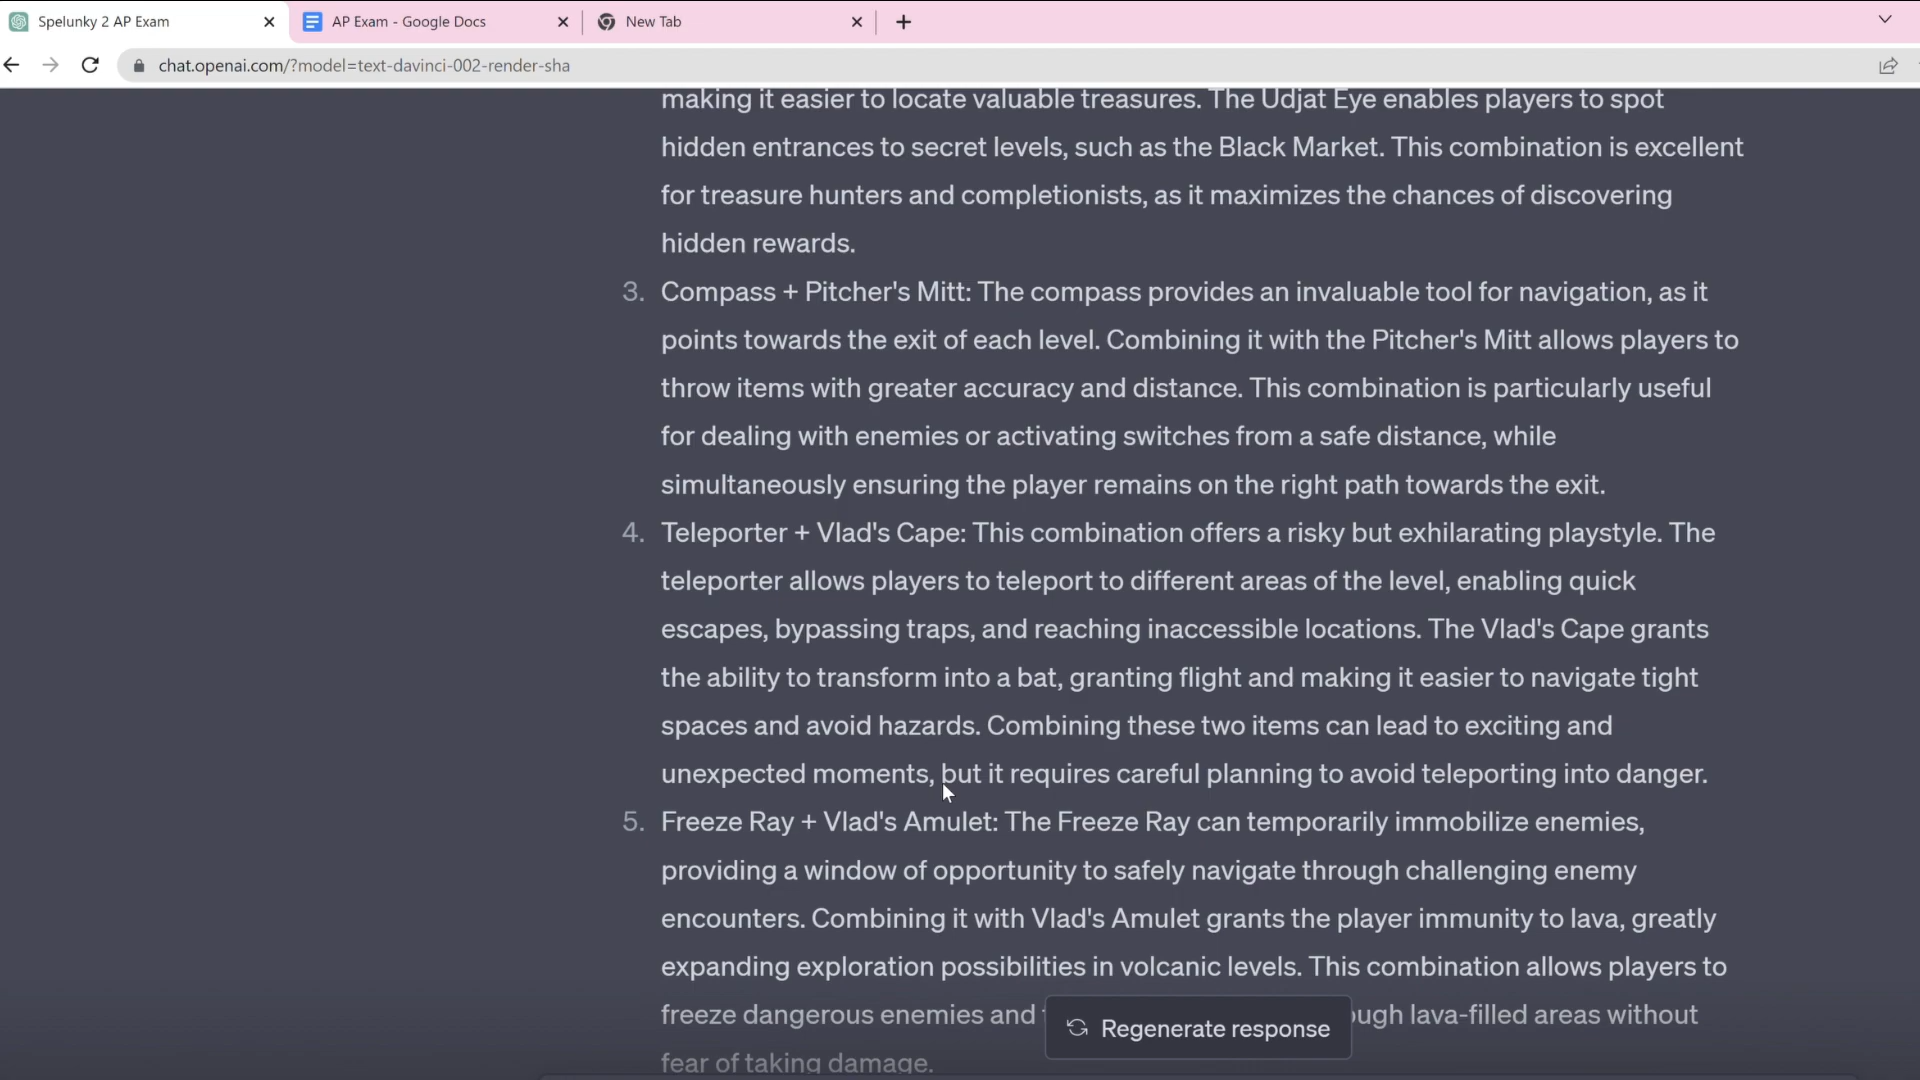 Spelunky 2 AP Exam
AP Exam - Google Docs
New Tab
chat.openai.com/?model=text-davinci-002-render-sha
making it easier to locate valuable treasures. The Udjat Eye enables players to spot
hidden entrances to secret levels, such as the Black Market. This combination is excellent
for treasure hunters and completionists, as it maximizes the chances of discovering
hidden rewards.
3. Compass + Pitcher's Mitt: The compass provides an invaluable tool for navigation, as it
points towards the exit of each level. Combining it with the Pitcher's Mitt allows players to
throw items with greater accuracy and distance. This combination is particularly useful
for dealing with enemies or activating switches from a safe distance, while
simultaneously ensuring the player remains on the right path towards the exit.
4. Teleporter + Vlad's Cape: This combination offers a risky but exhilarating playstyle. The
teleporter allows players to teleport to different areas of the level, enabling quick
escapes, bypassing traps, and reaching inaccessible locations. The Vlad's Cape grants
the ability to transform into a bat, granting flight and making it easier to navigate tight
spaces and avoid hazards. Combining these two items can lead to exciting and
unexpected moments, but it requires careful planning to avoid teleporting into danger.
5. Freeze Ray + Vlad's Amulet: The Freeze Ray can temporarily immobilize enemies,
providing a window of opportunity to safely navigate through challenging enemy
encounters. Combining it with Vlad's Amulet grants the player immunity to lava, greatly
expanding exploration possibilities in volcanic levels. This combination allows players to
freeze dangerous enemies and ugh lava-filled areas without
Regenerate response
fear of taking damage.